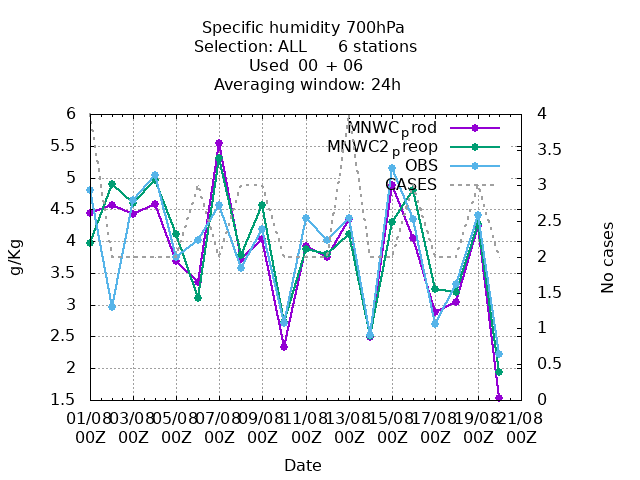 Specific humidity 700hPa
Selection: ALL 6 stations
Used 00 + 06
Averaging window: 24h
MNWCprod
MNWC2preop
OBS
CASES
6
5.5
5
4.5
4
3.5
3
2.5
2
1.5
4
3.5
3
2.5
2
1.5
1
0.5
0
g/Kg
No cases
01/08 03/08 05/08 07/08 09/08 11/08 13/08 15/08 17/08 19/08 21/08
00Z 00Z 00Z 00Z 00Z 00Z 00Z 00Z 00Z 00Z 00Z
Date